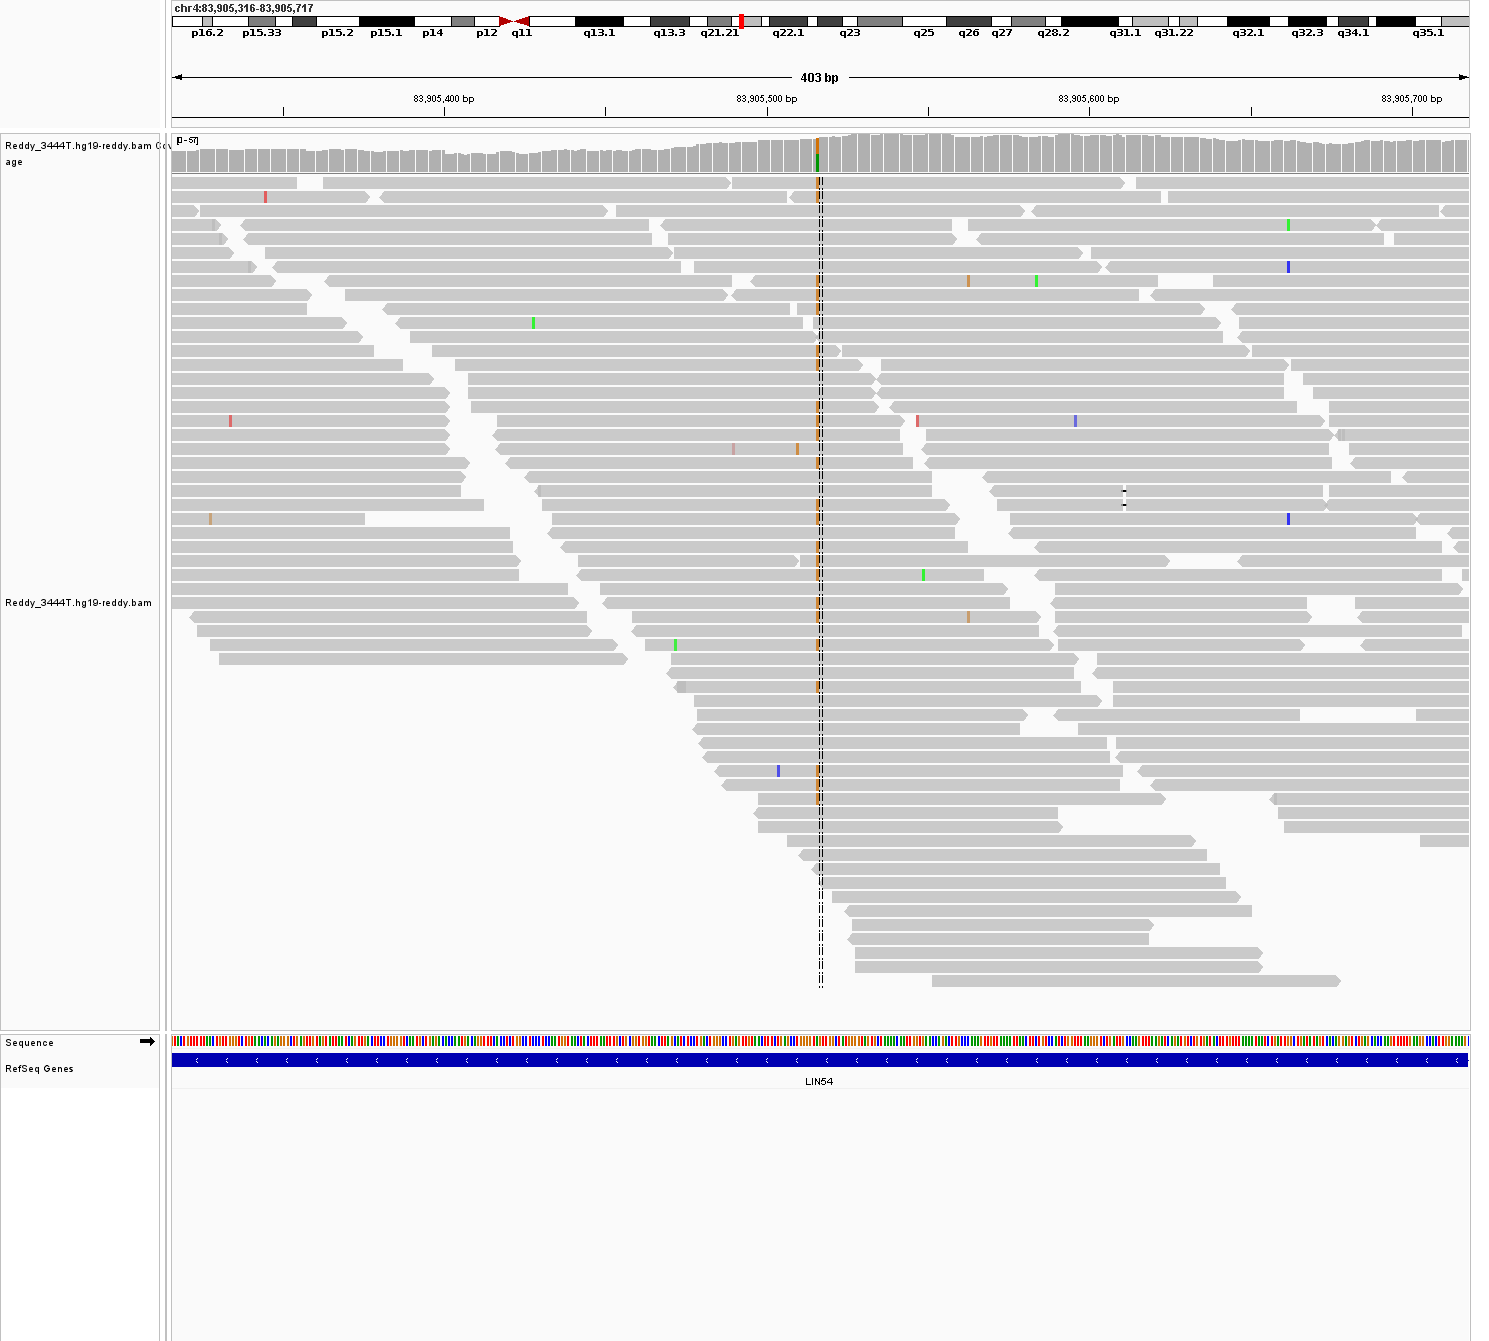 chr4:83,905,316-83,905,717
p16.2 p15.33 p15.2 p15.1 p14 p12 q11 q13.1 q13.3 q21.21 q22.1 q23 q25 q26 q27 q28.2 q31.1 q31.22 q32.1 q32.3 q34.1 q35.1
403 bp
83,905,400 bp 83,905,500 bp 83,905,600 bp 83,905,700 bp
[0 - 57]
Reddy_3444T.hg19-reddy.bam Cov
age
Reddy_3444T.hg19-reddy.bam
Sequence
RefSeq Genes
LIN54